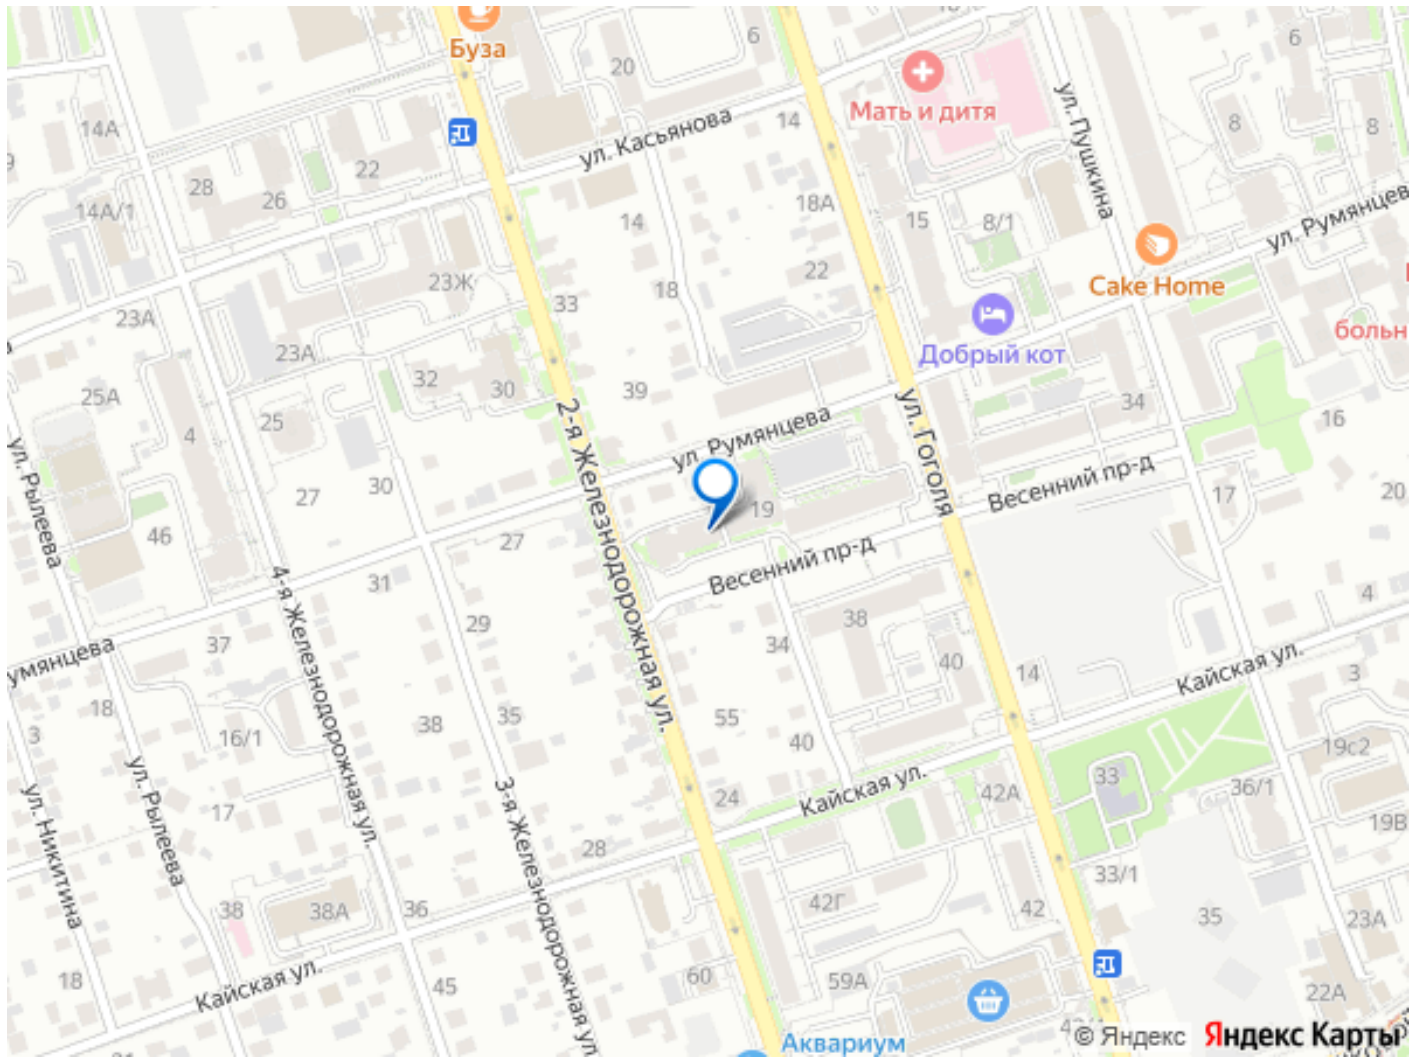 Буза
20
6
6
14А
Мать и дитя
14
ул. Касьянова
ул. Пушкина
8
8
28
26
22
14А/1
14
18А
15
8/1
ул. Румянцев
23А
23Ж
33
18
22
Cake Home
больн
23А
Добрый кот
25А
4
25
32
30
39
2-я Железнодорожная ул.
ул. Румянцева
ул. Гоголя
34
16
ул. Рылеева
27
30
46
27
19
Весенний пр-д
17
20
31
29
Весенний пр-д
4
умянцева
37
4-я Железнодорожная ул.
34
38
40
14
Кайская ул.
3
18
3
16/1
38
35
55
40
19с2
ул. Рылеева
ул. Никитина
17
3-я Железнодорожная ул.
24
Кайская ул.
42А
33
36/1
19В
28
33/1
38
38А
36
42Г
42
35
23А
18
Кайская ул.
45
60
59А
22А
Аквариум
© Яндекс
Яндекс Карты